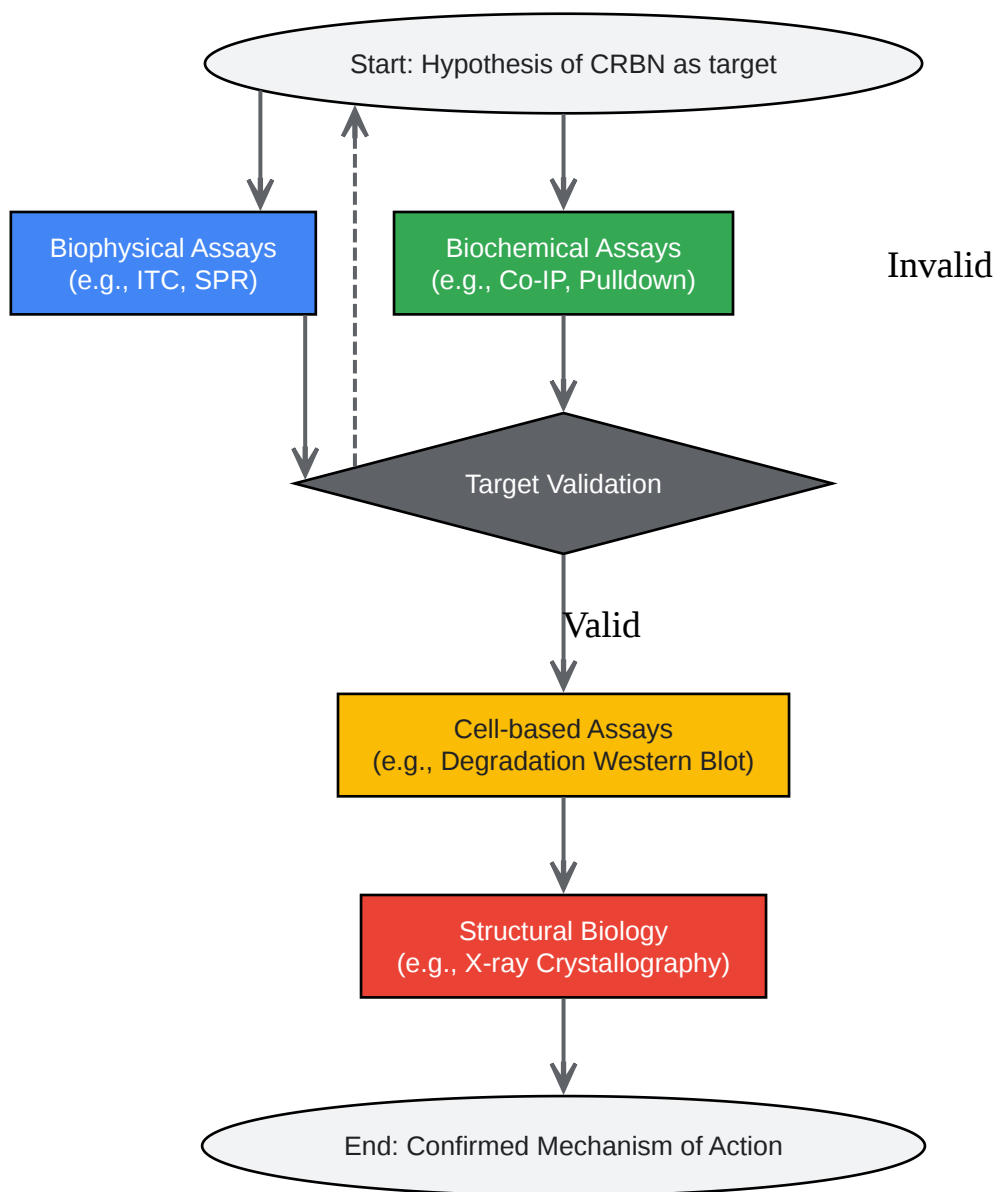 Start: Hypothesis of CRBN as target
Biophysical Assays
(e.g., ITC, SPR)
Biochemical Assays
(e.g., Co-IP, Pulldown)
Invalid
Target Validation
Valid
Cell-based Assays
(e.g., Degradation Western Blot)
Structural Biology
(e.g., X-ray Crystallography)
End: Confirmed Mechanism of Action